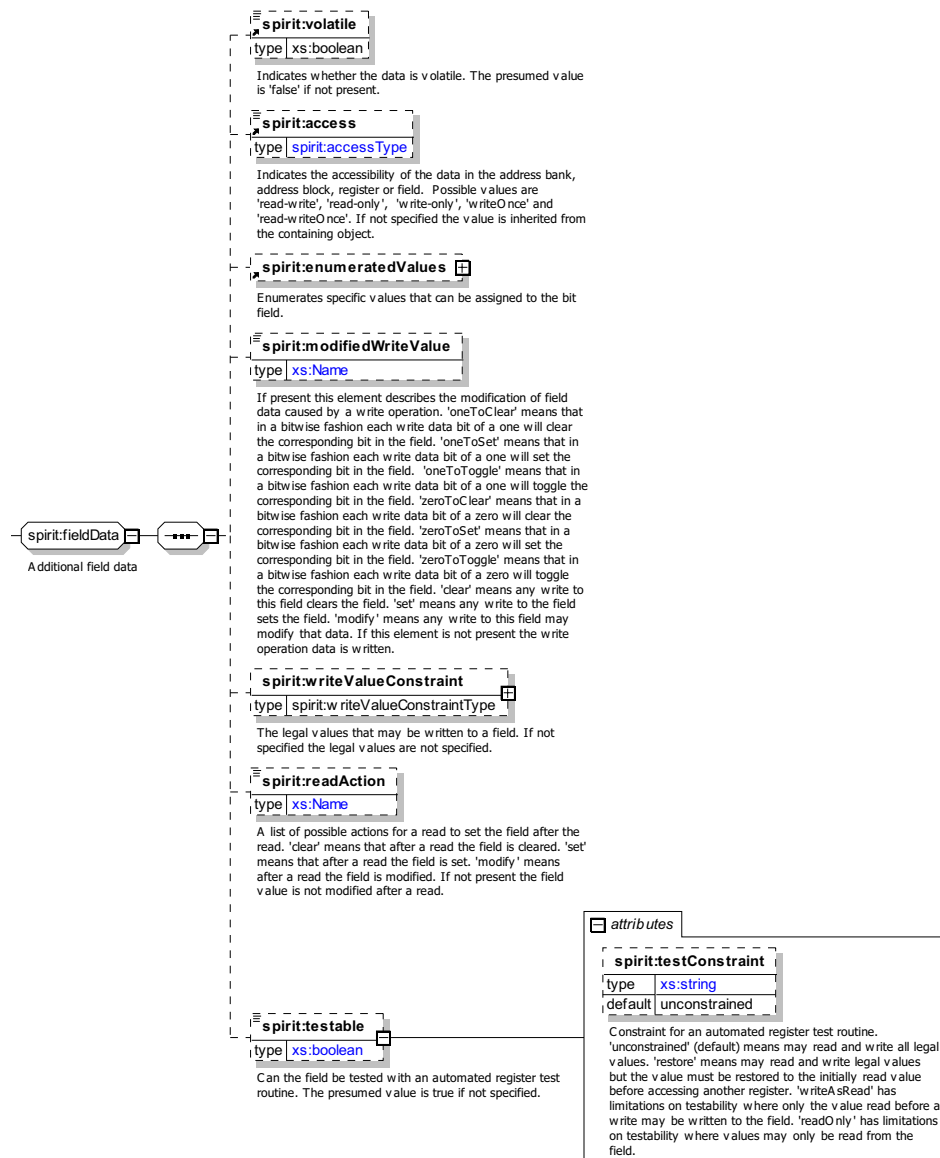 spirit:volatile
type xs:boolean
Indicates whether the data is volatile. The presumed value
is 'false' if not present.
spirit:access
type spirit:accessType
Indicates the accessibility of the data in the address bank,
address block, register or field. Possible values are
'read-write', 'read-only', 'write-only', 'writeOnce' and
'read-writeOnce'. If not specified the value is inherited from
the containing object.
spirit:enumeratedValues
Enumerates specific values that can be assigned to the bit
field.
spirit:modifiedWriteValue
type xs:Name
If present this element describes the modification of field
data caused by a write operation. 'oneToClear' means that
in a bitwise fashion each write data bit of a one will clear
the corresponding bit in the field. 'oneToSet' means that in
a bitwise fashion each write data bit of a one will set the
corresponding bit in the field. 'oneToToggle' means that in
a bitwise fashion each write data bit of a one will toggle the
corresponding bit in the field. 'zeroToClear' means that in a
bitwise fashion each write data bit of a zero will clear the
corresponding bit in the field. 'zeroToSet' means that in a
bitwise fashion each write data bit of a zero will set the
corresponding bit in the field. 'zeroToToggle' means that in
a bitwise fashion each write data bit of a zero will toggle
the corresponding bit in the field. 'clear' means any write to
this field clears the field. 'set' means any write to the field
sets the field. 'modify' means any write to this field may
modify that data. If this element is not present the write
operation data is written.
spirit:fieldData
Additional field data
spirit:writeValueConstraint
type spirit:writeValueConstraintType
The legal values that may be written to a field. If not
specified the legal values are not specified.
spirit:readAction
type xs:Name
A list of possible actions for a read to set the field after the
read. 'clear' means that after a read the field is cleared. 'set'
means that after a read the field is set. 'modify' means
after a read the field is modified. If not present the field
value is not modified after a read.
attributes
spirit:testConstraint
type xs:string
default unconstrained
Constraint for an automated register test routine.
'unconstrained' (default) means may read and write all legal
values. 'restore' means may read and write legal values
but the value must be restored to the initially read value
before accessing another register. 'writeAsRead' has
limitations on testability where only the value read before a
write may be written to the field. 'readOnly' has limitations
on testability where values may only be read from the
field.
spirit:testable
type xs:boolean
Can the field be tested with an automated register test
routine. The presumed value is true if not specified.